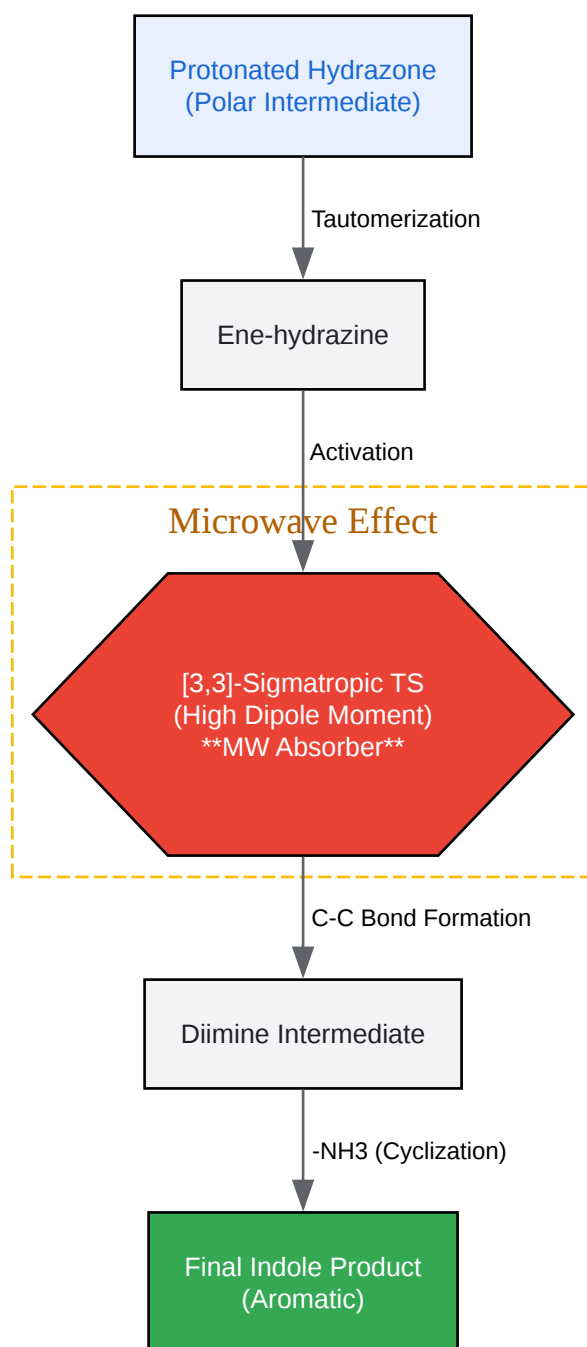 Protonated Hydrazone
(Polar Intermediate)
Tautomerization
Ene-hydrazine
Activation
Microwave Effect
[3,3]-Sigmatropic TS
(High Dipole Moment)
**MW Absorber**
C-C Bond Formation
Diimine Intermediate
-NH3 (Cyclization)
Final Indole Product
(Aromatic)